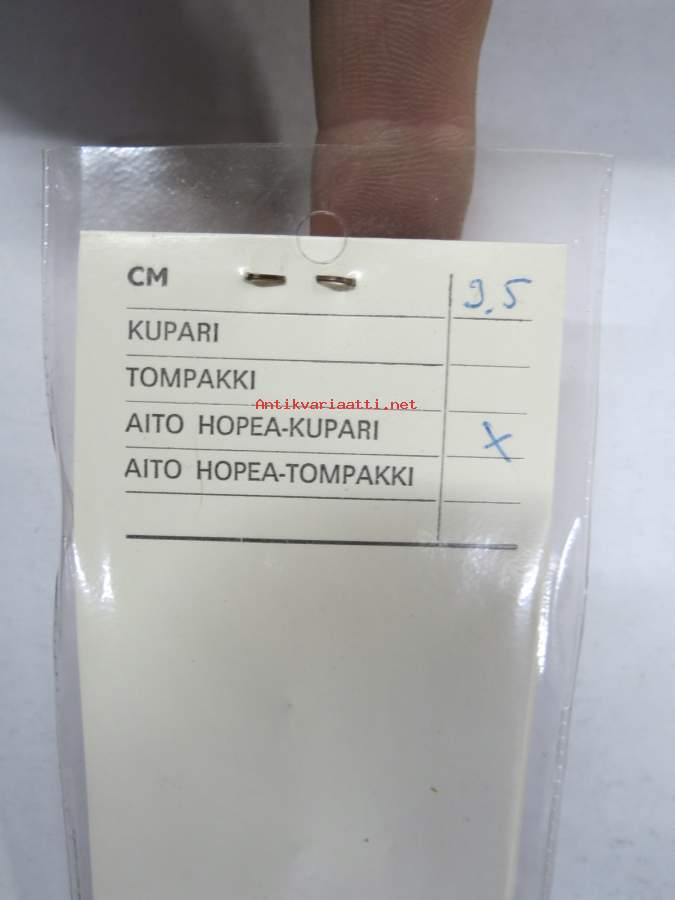 CM 9.5
KUPARI
TOMPAKKI
Antikvariaatti.net
AITO HOPEA-KUPARI X
AITO HOPEA-TOMPAKKI